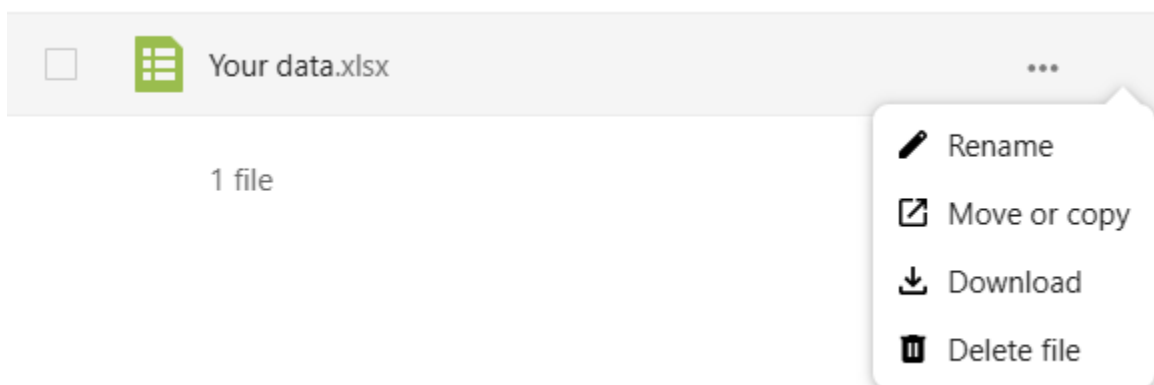 Your data.xlsx
1 file
Rename
Move or copy
Download
Delete file